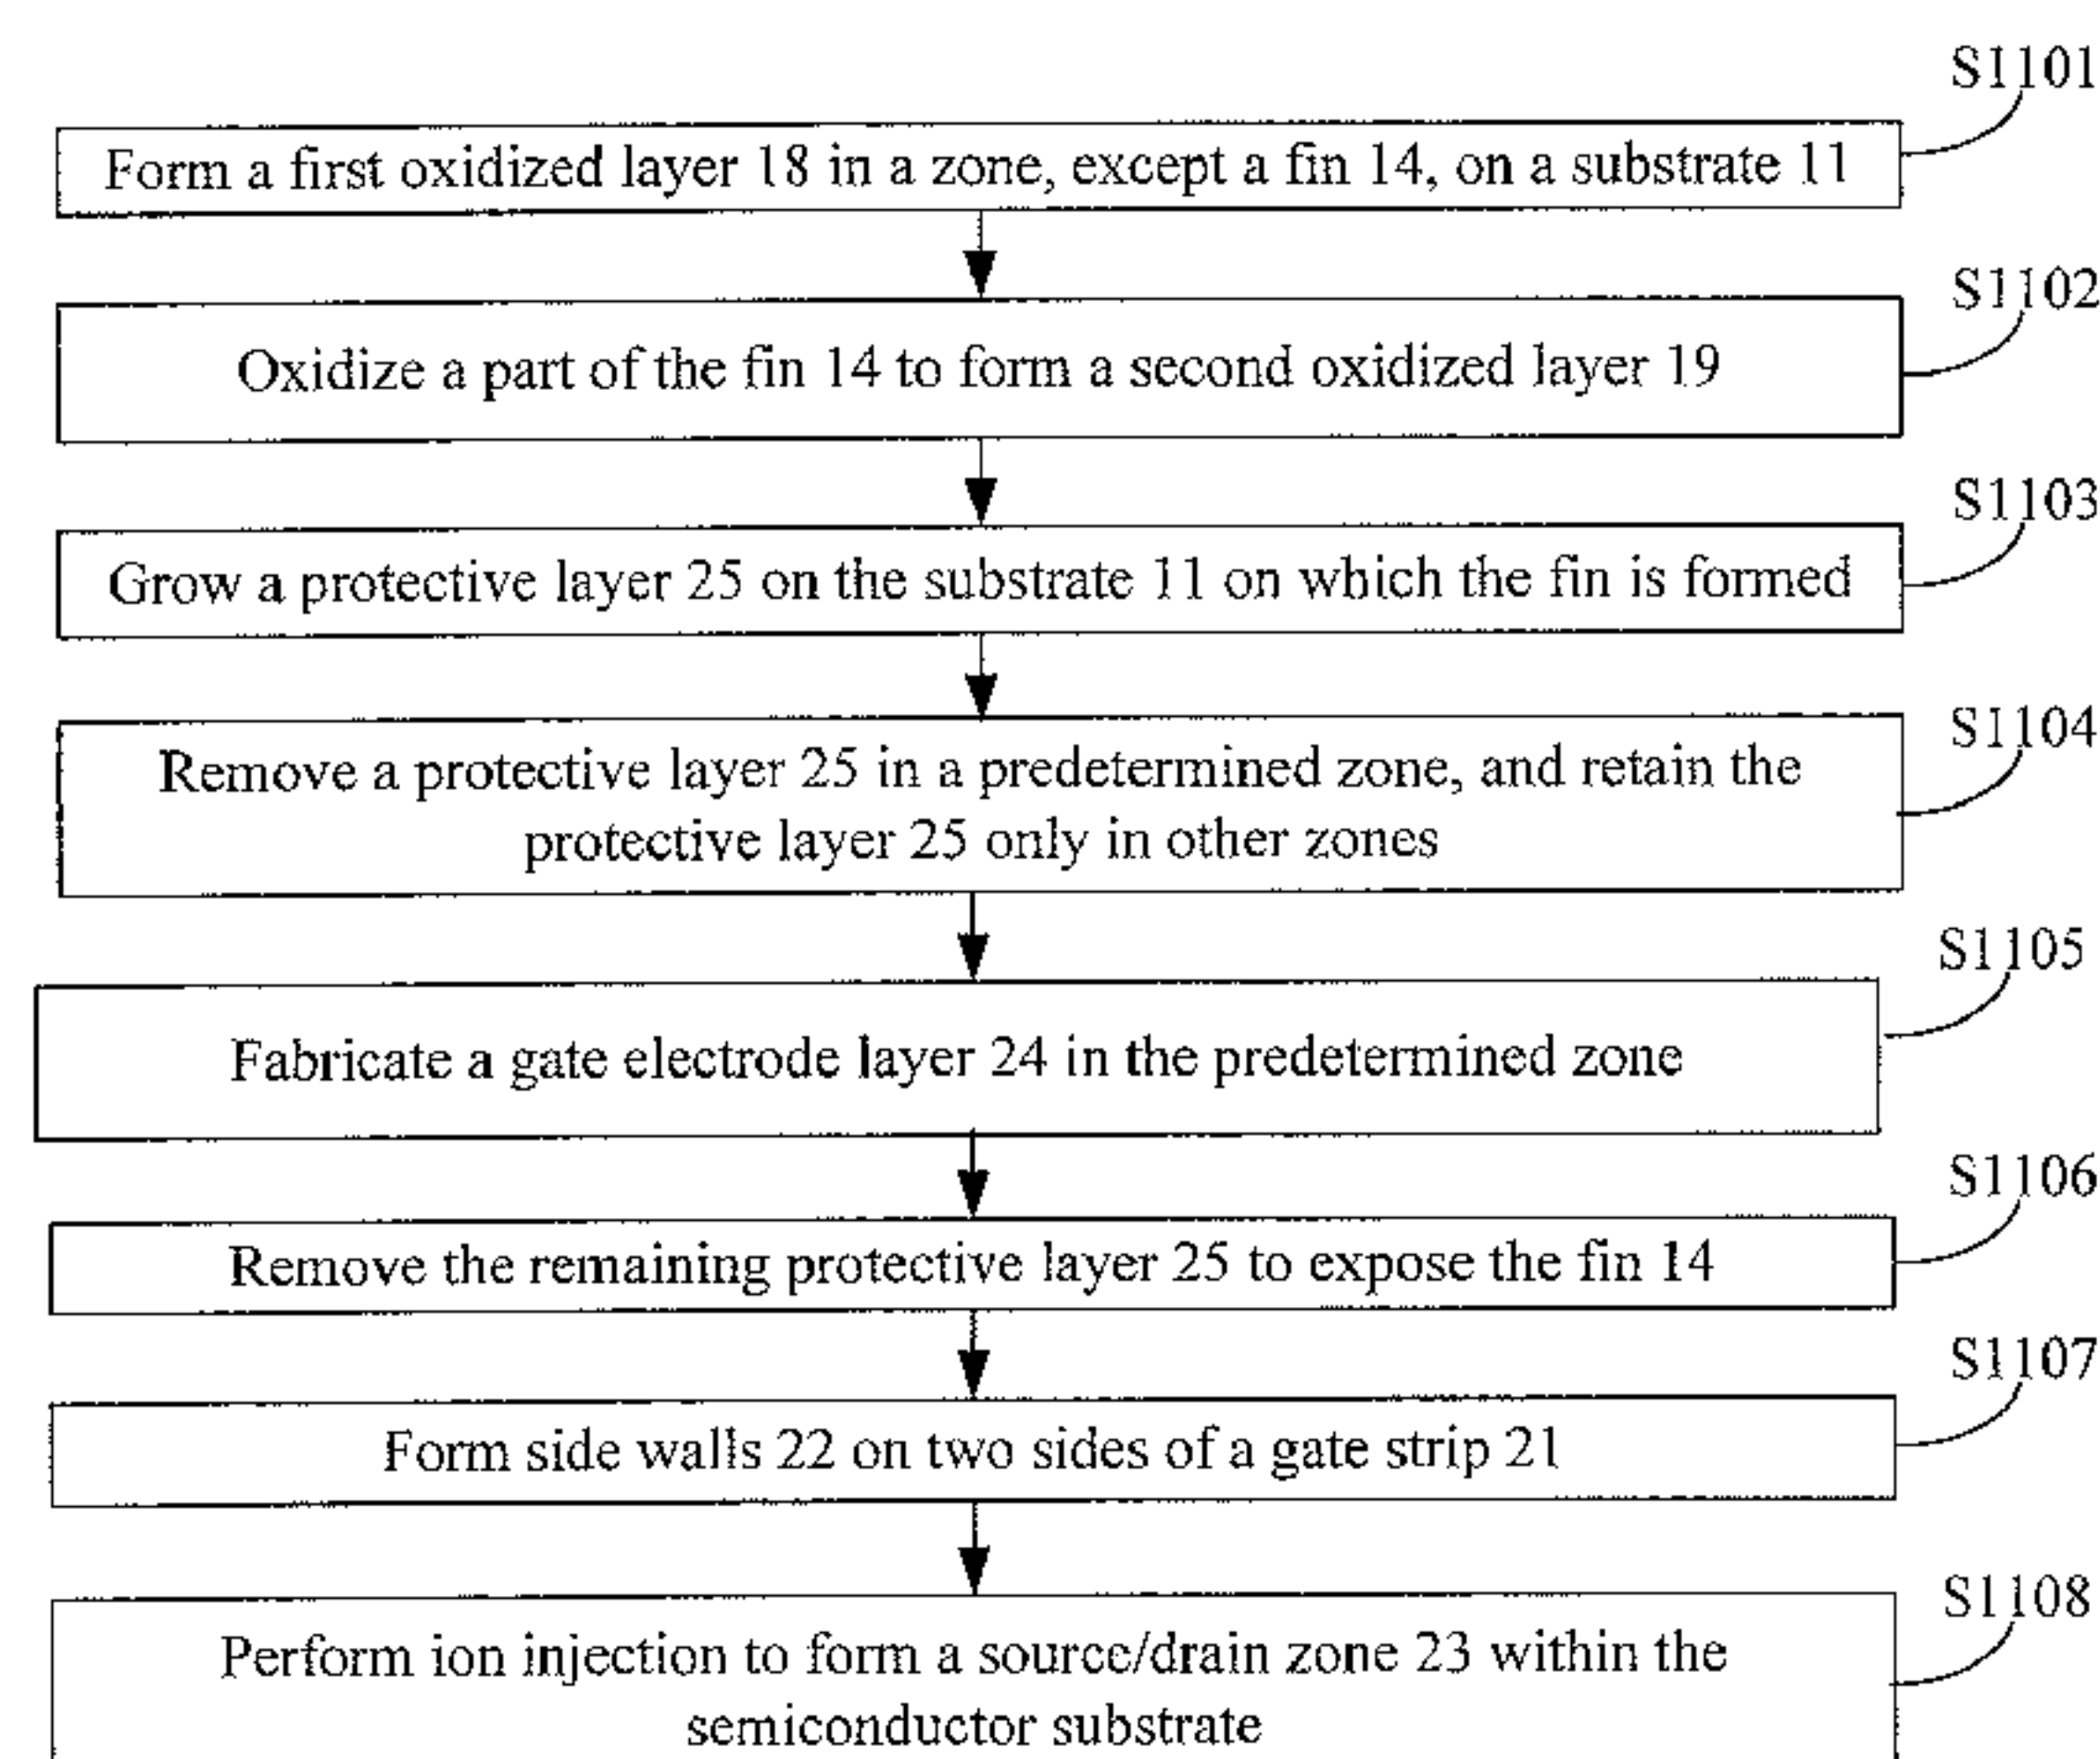 S1101
Form a first oxidized layer 18 in a zone, except a fin 14, on a substrate 11
S1102
Oxidize a part of the fin 14 to form a second oxidized layer 19
S1103
Grow a protective layer 25 on the substrate 11 on which the fin is formed
S1104
Remove a protective layer 25 in a predetermined zone, and retain the
protective layer 25 only in other zones
S1105
Fabricate a gate electrode layer 24 in the predetermined zone
S1106
Remove the remaining protective layer 25 to expose the fin 14
S1107
Form side walls 22 on two sides of a gate strip 21
S1108
Perform ion injection to form a source/drain zone 23 within the
semiconductor substrate